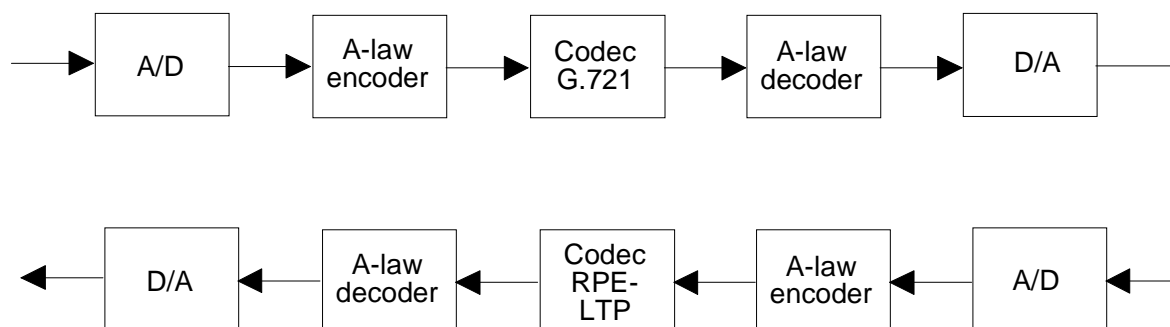 A/D
A-law
encoder
Codec
G.721
A-law
decoder
D/A
D/A
A-law
decoder
Codec
RPE-
LTP
A-law
encoder
A/D